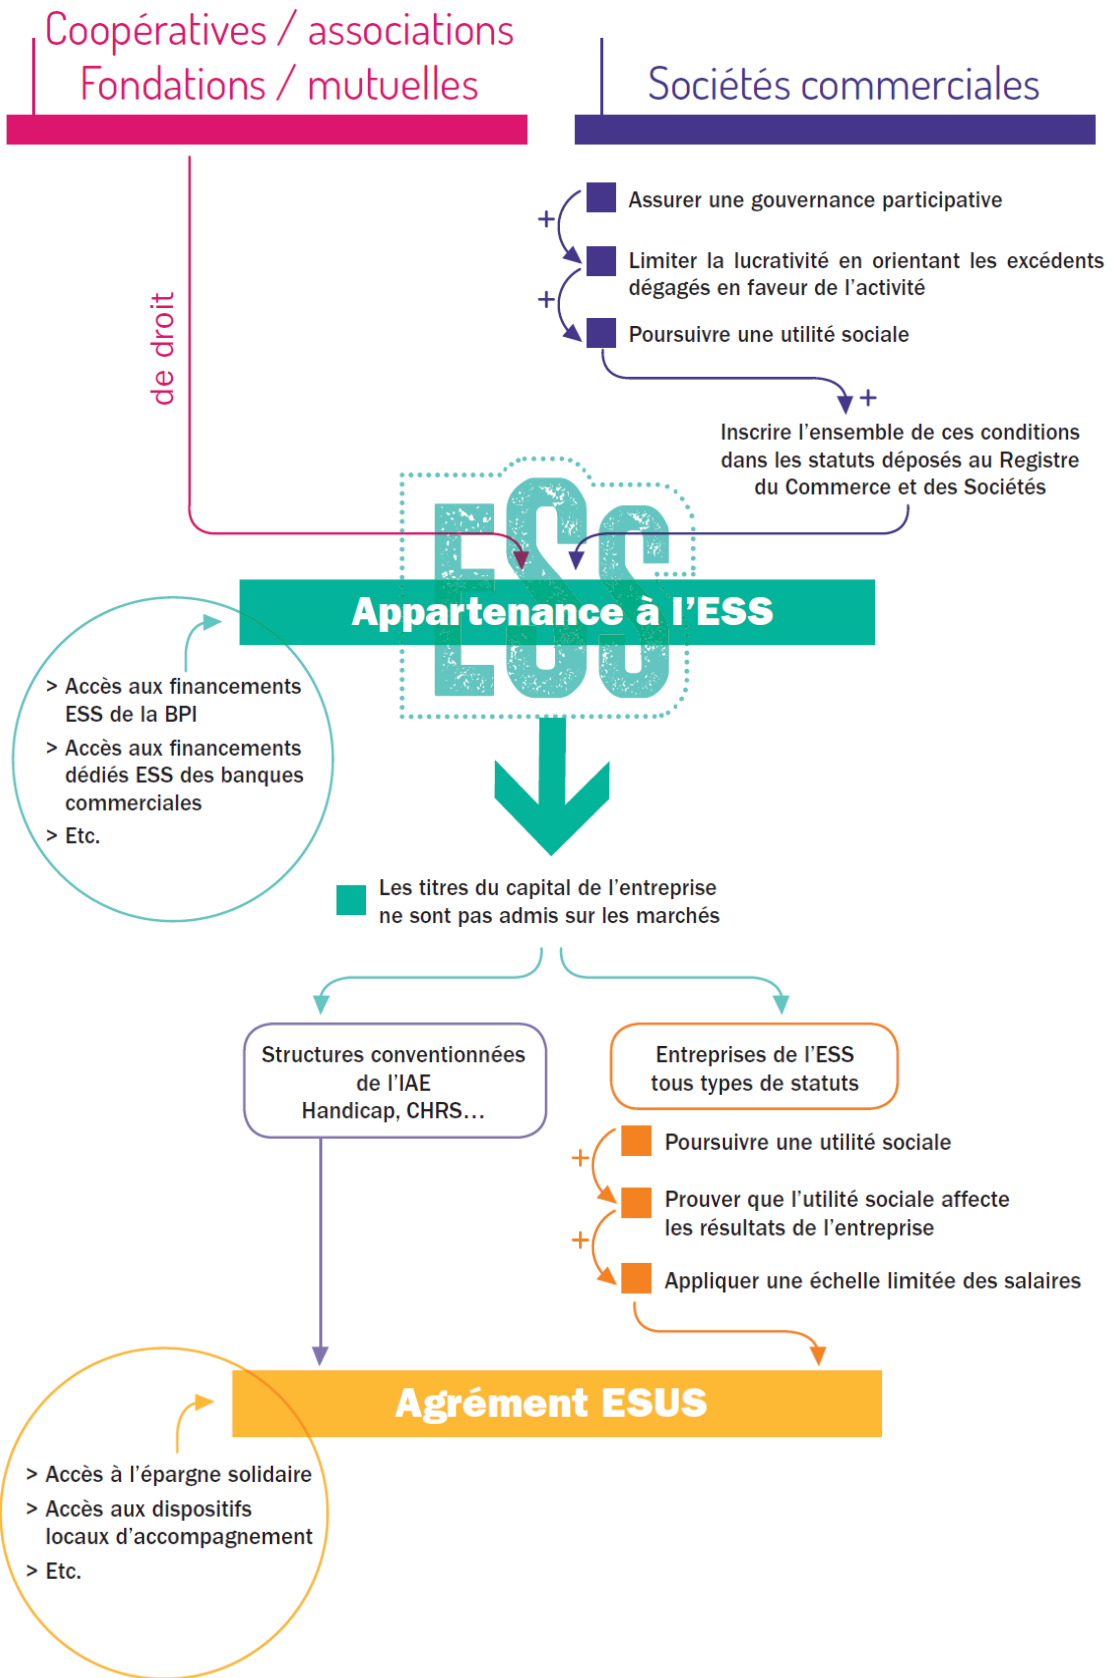 Coopératives / associations
Fondations / mutuelles
Sociétés commerciales
de droit
+
Assurer une gouvernance participative
Limiter la lucrativité en orientant les excédents
dégagés en faveur de l'activité
+
Poursuivre une utilité sociale
+
Inscrire l'ensemble de ces conditions
dans les statuts déposés au Registre
du Commerce et des Sociétés
ESS
Appartenance à l'ESS
> Accès aux financements
ESS de la BPI
> Accès aux financements
dédiés ESS des banques
commerciales
> Etc.
Les titres du capital de l'entreprise
ne sont pas admis sur les marchés
Structures conventionnées
de l'IAE
Handicap, CHRS...
Entreprises de l'ESS
tous types de statuts
Poursuivre une utilité sociale
+
Prouver que l'utilité sociale affecte
les résultats de l'entreprise
+
Appliquer une échelle limitée des salaires
Agrément ESUS
> Accès à l'épargne solidaire
> Accès aux dispositifs
locaux d'accompagnement
> Etc.